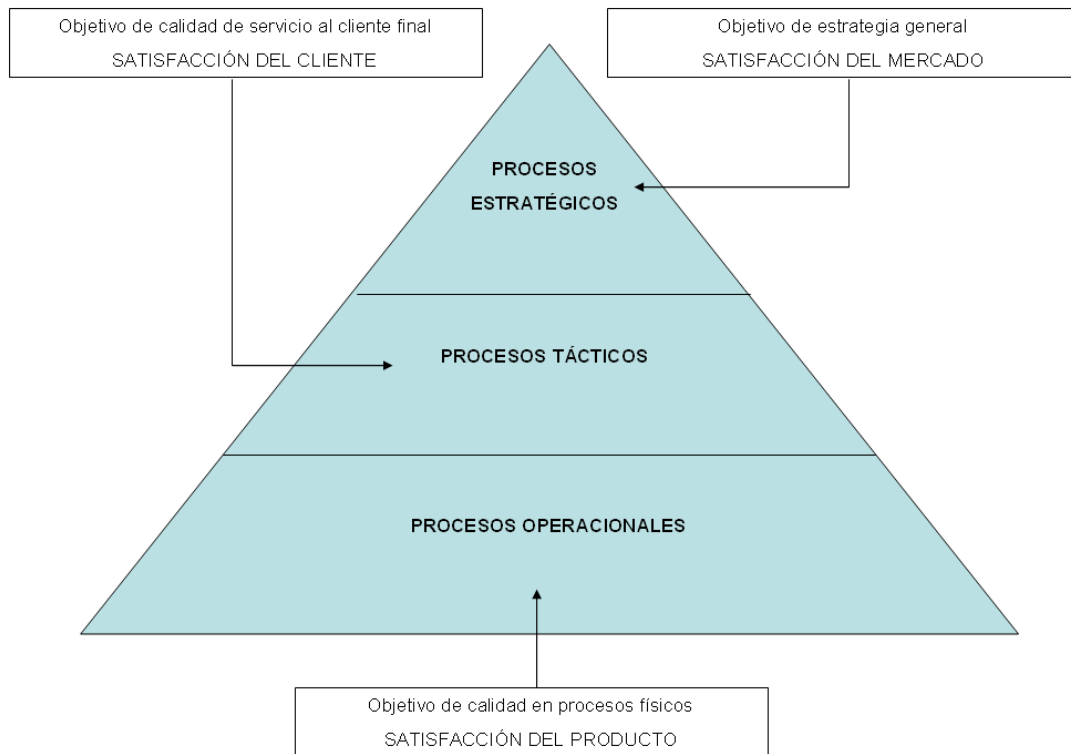 Objetivo de calidad de servicio al cliente final
SATISFACCIÓN DEL CLIENTE
Objetivo de estrategia general
SATISFACCIÓN DEL MERCADO
PROCESOS
ESTRATÉGICOS
PROCESOS TÁCTICOS
PROCESOS OPERACIONALES
Objetivo de calidad en procesos físicos
SATISFACCIÓN DEL PRODUCTO